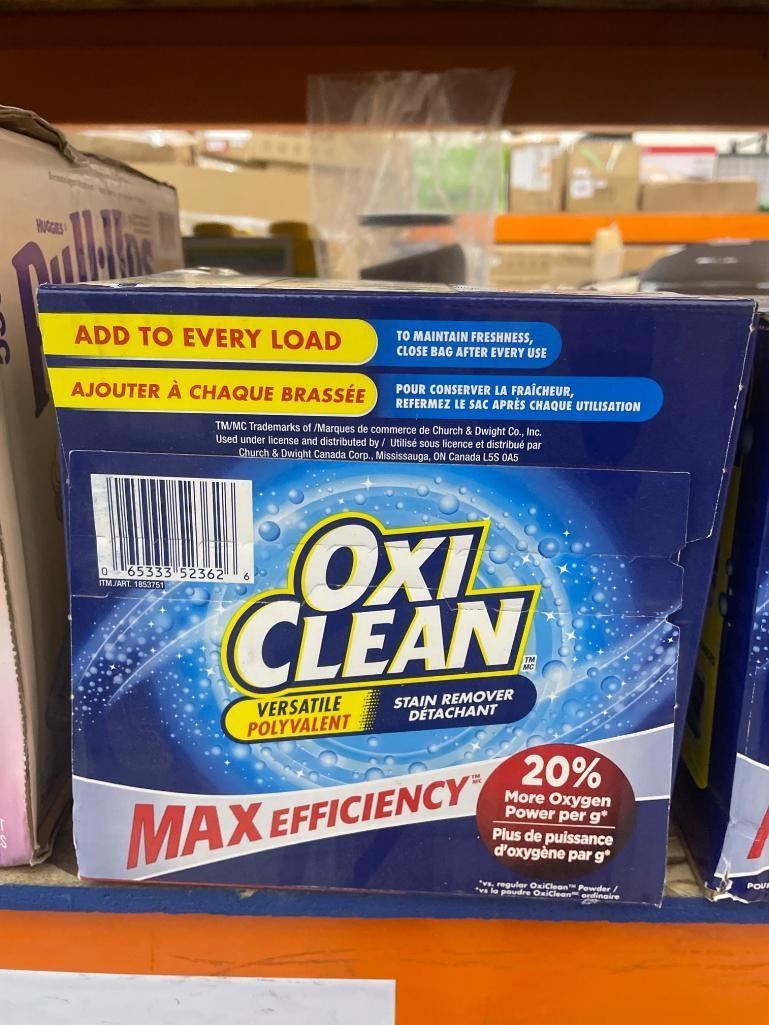 HUGGIES
Pull-Ups
ADD TO EVERY LOAD
TO MAINTAIN FRESHNESS,
CLOSE BAG AFTER EVERY USE
AJOUTER À CHAQUE BRASSÉE
POUR CONSERVER LA FRAÎCHEUR,
REFERMEZ LE SAC APRÈS CHAQUE UTILISATION
TM/MC Trademarks of /Marques de commerce de Church & Dwight Co., Inc.
Used under license and distributed by / Utilisé sous licence et distribué par
Church & Dwight Canada Corp., Mississauga, ON Canada L5S 0A5
0 65333 52362 6
ITM./ART. 1853751
OXI
CLEAN TM MC
VERSATILE
POLYVALENT
STAIN REMOVER
DÉTACHANT
MAX EFFICIENCY TM MC
20%
More Oxygen
Power per g*
Plus de puissance
d'oxygène par g*
*vs. regular OxiClean™ Powder /
*vs la poudre OxiClean MC ordinaire